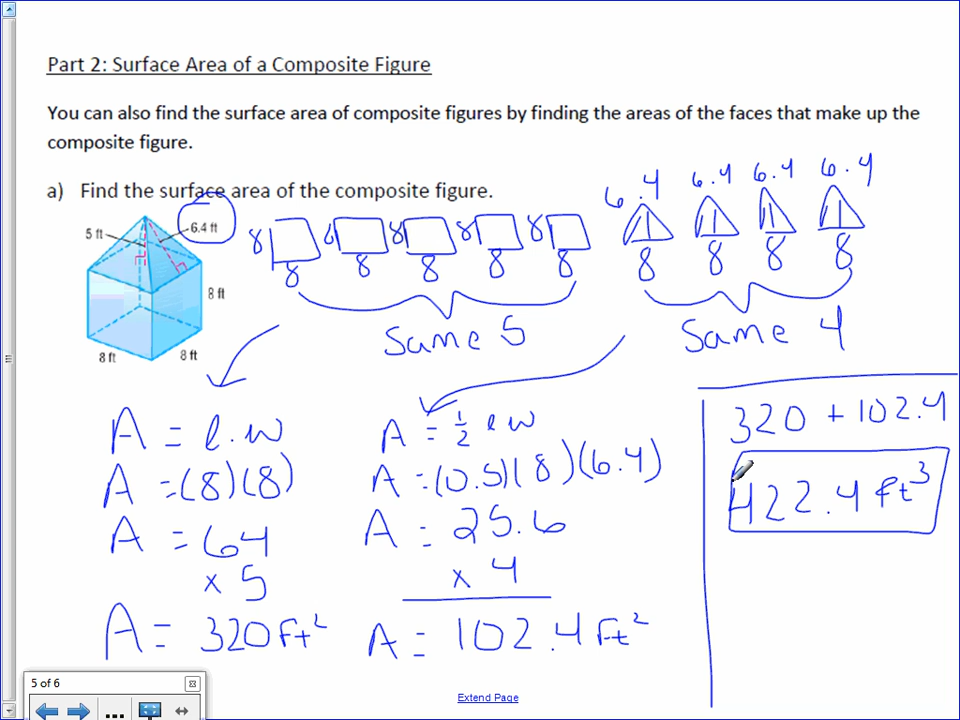 Part 2: Surface Area of a Composite Figure
You can also find the surface area of composite figures by finding the areas of the faces that make up the
composite figure.
a) Find the surface area of the composite figure.
5 ft
6.4 ft
8 ft
8 ft
8 ft
8 8 8 8 8
8 8 8 8 8
6.4 6.4 6.4 6.4
8 8 8 8
Same 5
Same 4
A = l · w
A = (8)(8)
A = 64
x 5
A = 320 ft²
A = ½ l w
A = (0.5)(8)(6.4)
A = 25.6
x 4
A = 102.4 ft²
320 + 102.4
422.4 ft³
5 of 6
...
Extend Page